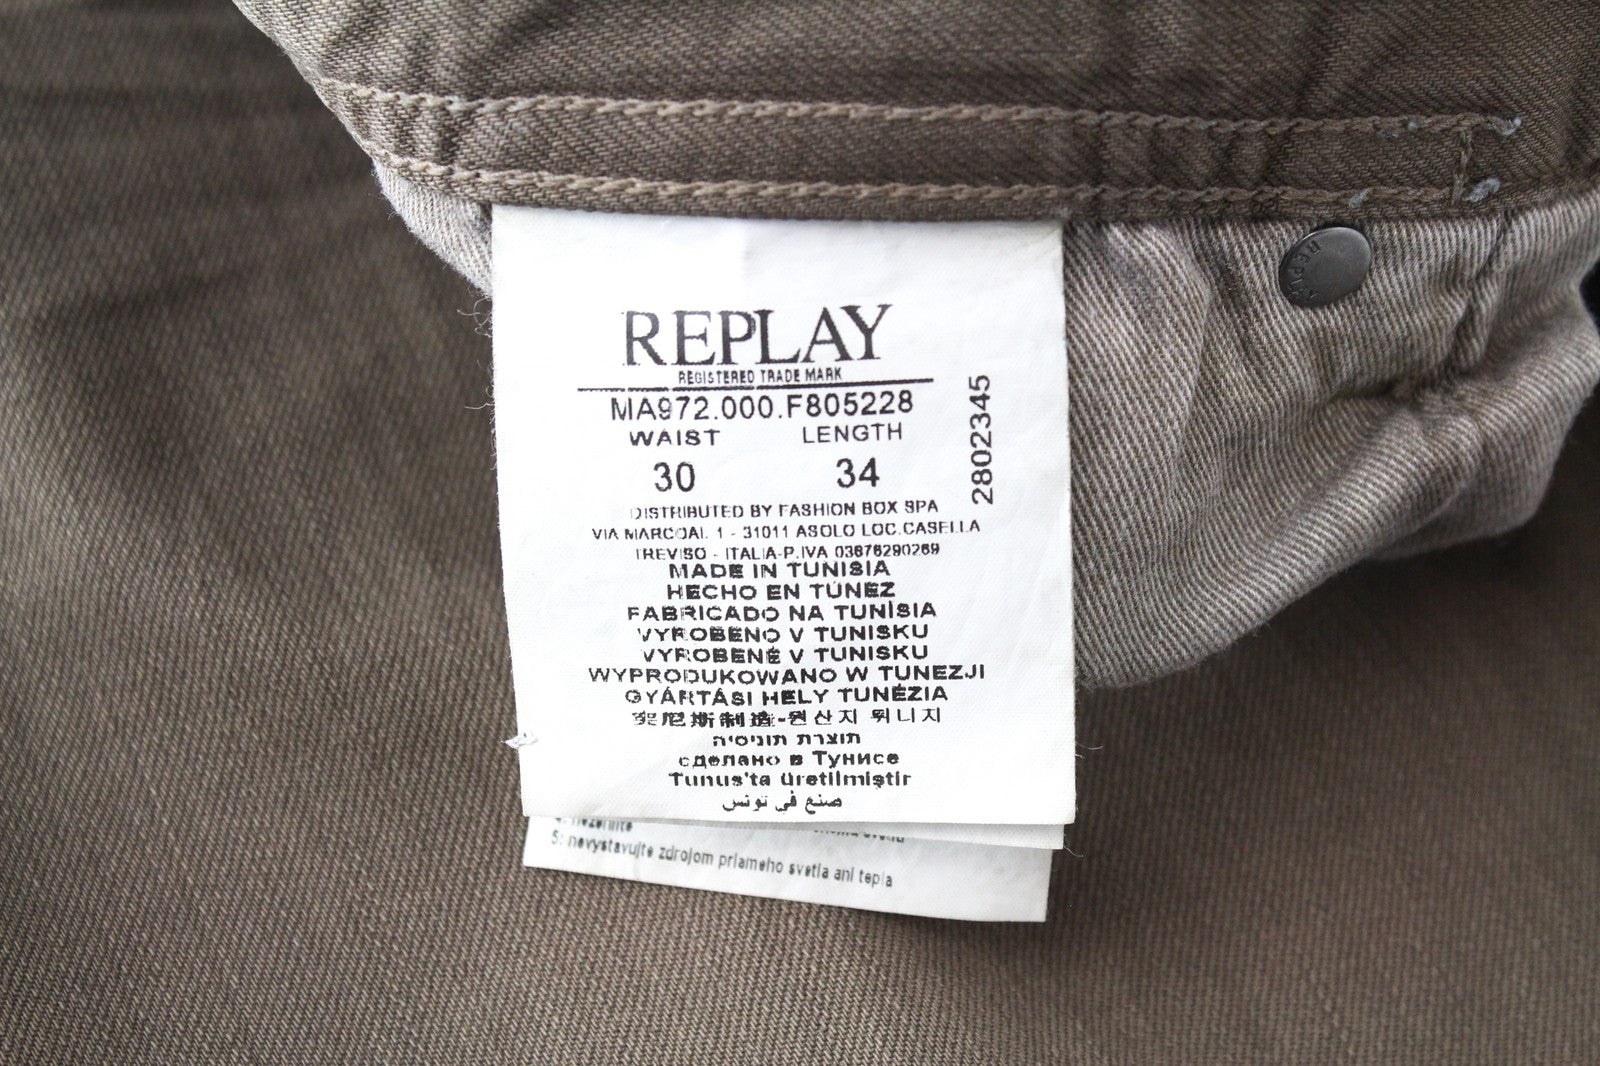 REPLAY
REGISTERED TRADE MARK
MA972.000.F805228
WAIST LENGTH
30 34
2802345
DISTRIBUTED BY FASHION BOX SPA
VIA MARCOAI. 1 - 31011 ASOLO LOC.CASELLA
TREVISO - ITALIA-P.IVA 03676290269
MADE IN TUNISIA
HECHO EN TÚNEZ
FABRICADO NA TUNÍSIA
VYROBENO V TUNISKU
VYROBENÉ V TUNISKU
WYPRODUKOWANO W TUNEZJI
GYÁRTÁSI HELY TUNÉZIA
突尼斯制造-원산지 튀니지
תוצרת תוניסיה
сделано в Тунисе
Tunus'ta üretilmiştir
صنع في تونس
5: nevystavujte zdrojom priameho svetla ani tepla
REPLAY